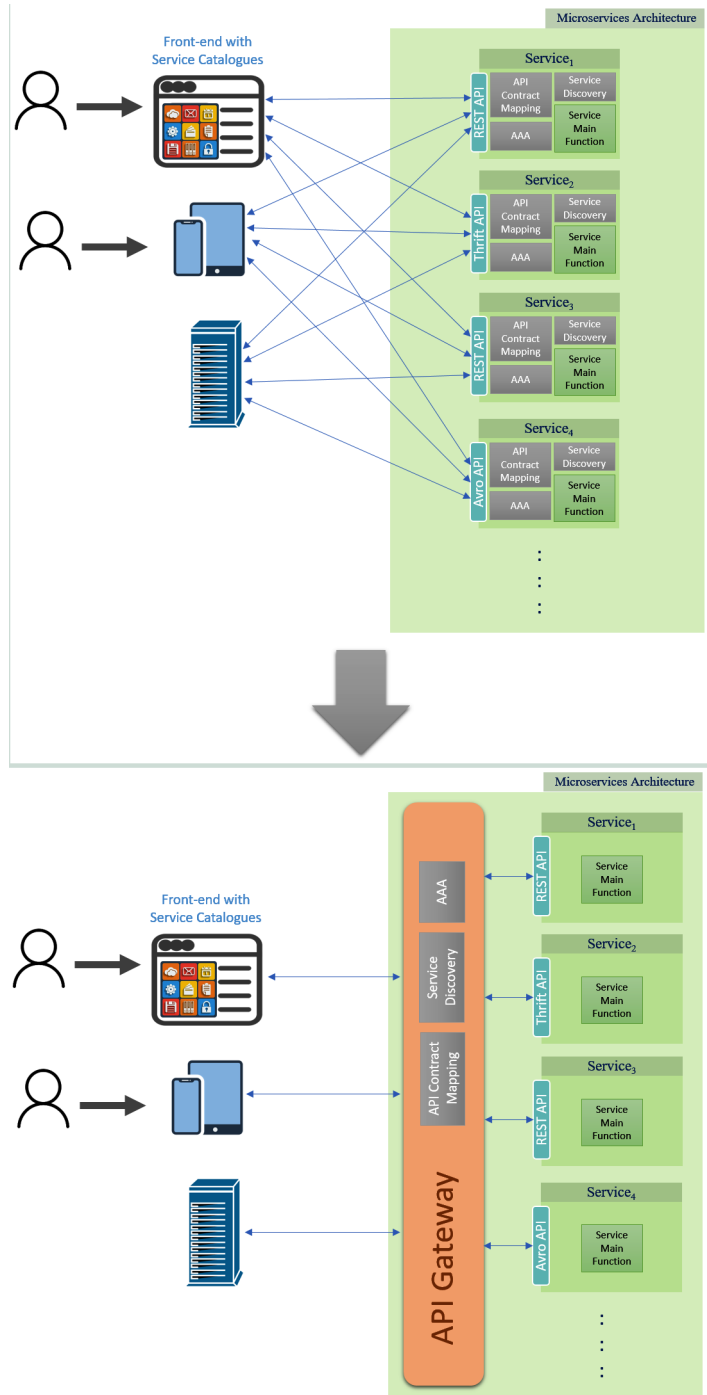 Microservices Architecture
Front-end with
Service Catalogues
Service1
REST API
API
Contract
Mapping
AAA
Service
Discovery
Service
Main
Function
Service2
Thrift API
API
Contract
Mapping
AAA
Service
Discovery
Service
Main
Function
Service3
REST API
API
Contract
Mapping
AAA
Service
Discovery
Service
Main
Function
Service4
Avro API
API
Contract
Mapping
AAA
Service
Discovery
Service
Main
Function
Microservices Architecture
Front-end with
Service Catalogues
AAA
Service
Discovery
API Contract
Mapping
API Gateway
Service1
REST API
Service
Main
Function
Service2
Thrift API
Service
Main
Function
Service3
REST API
Service
Main
Function
Service4
Avro API
Service
Main
Function